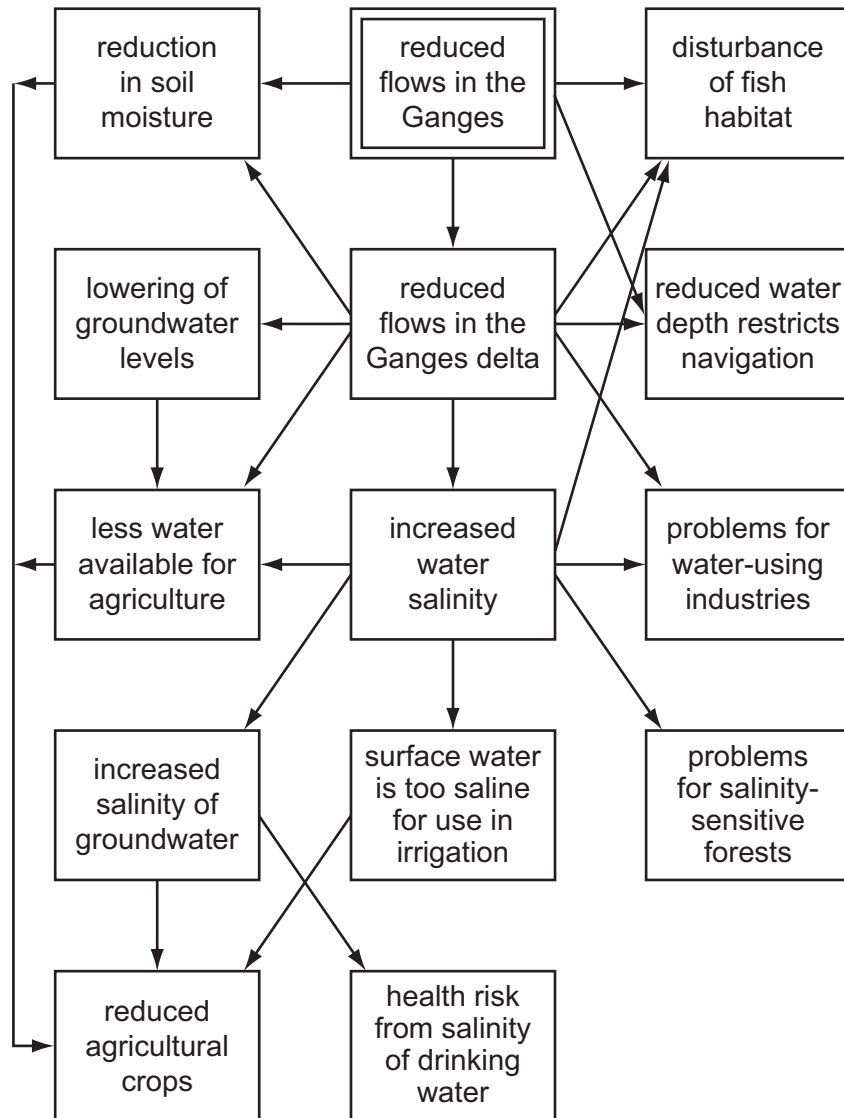 reduction
in soil
moisture
reduced
flows in the
Ganges
disturbance
of fish
habitat
lowering of
groundwater
levels
reduced
flows in the
Ganges delta
reduced water
depth restricts
navigation
less water
available for
agriculture
increased
water
salinity
problems for
water-using
industries
increased
salinity of
groundwater
surface water
is too saline
for use in
irrigation
problems
for salinity-
sensitive
forests
reduced
agricultural
crops
health risk
from salinity
of drinking
water